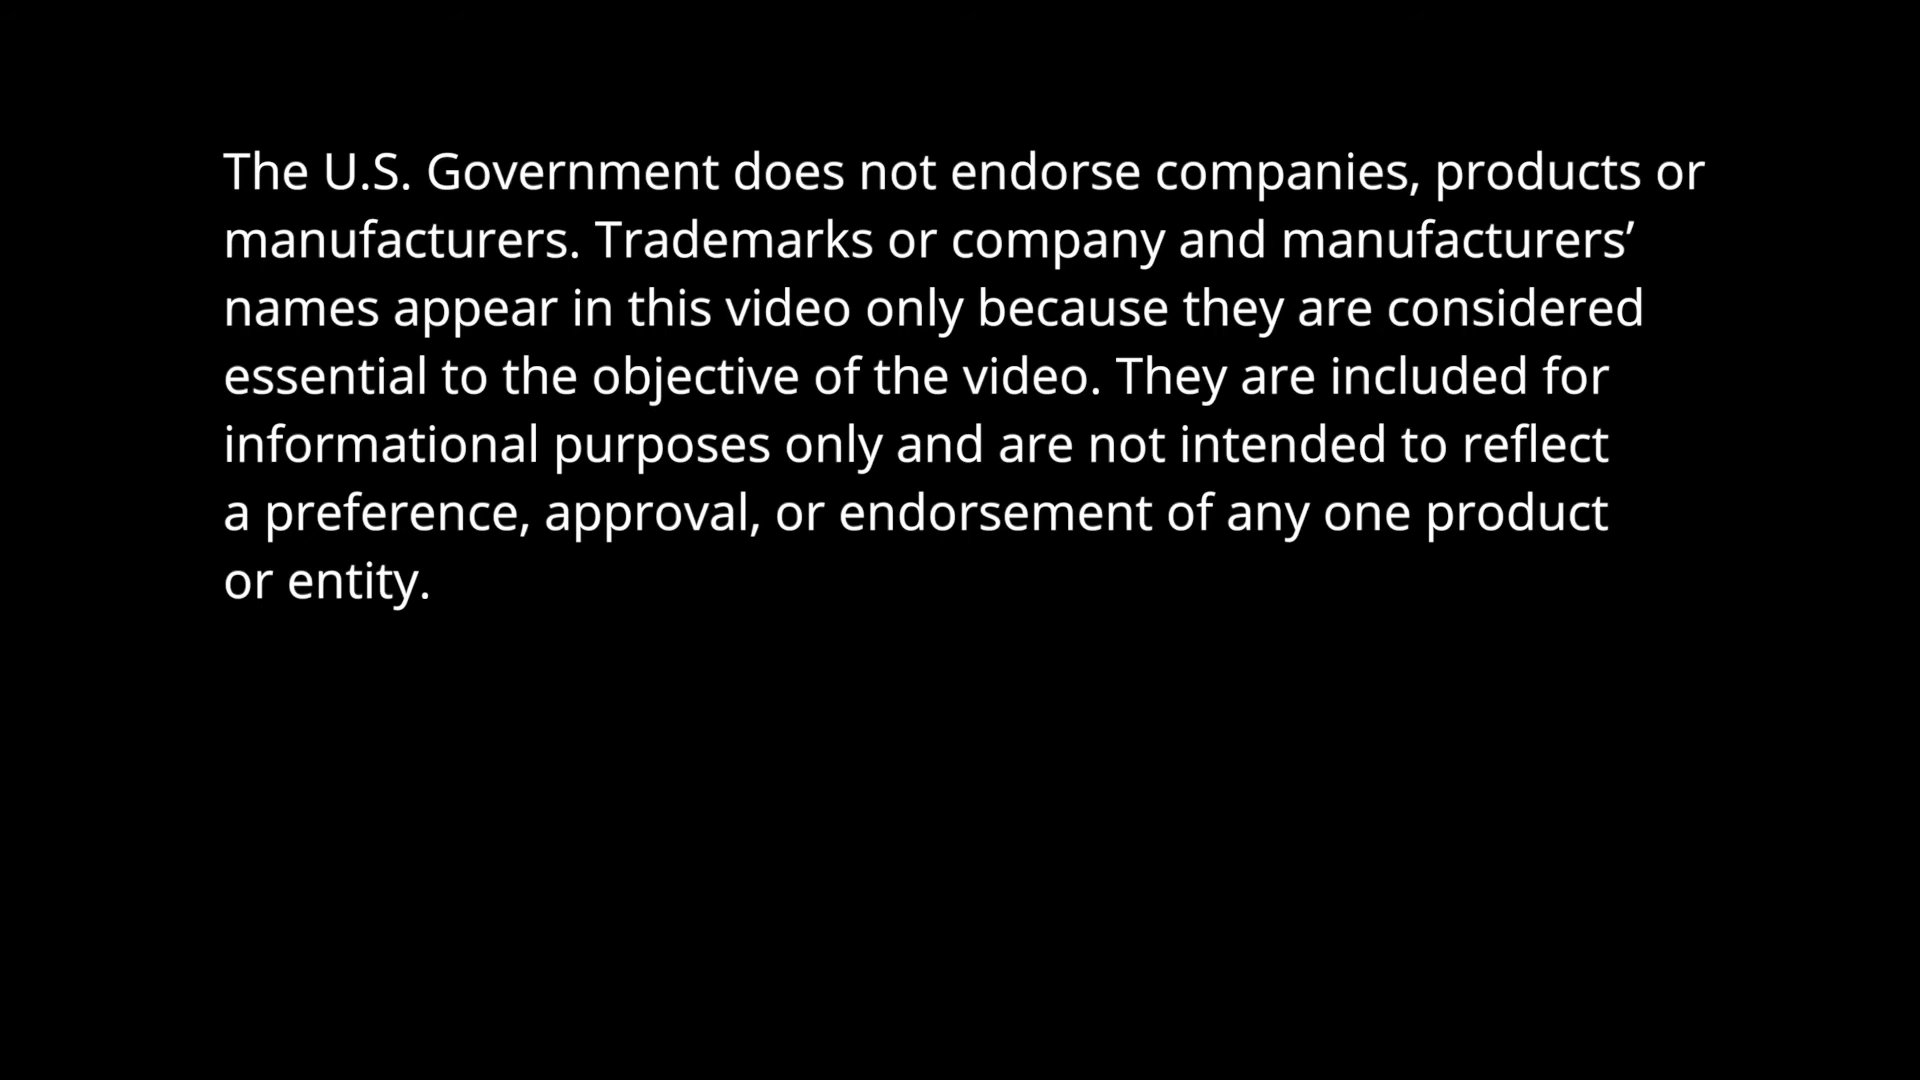 The U.S. Government does not endorse companies, products or
manufacturers. Trademarks or company and manufacturers’
names appear in this video only because they are considered
essential to the objective of the video. They are included for
informational purposes only and are not intended to reflect
a preference, approval, or endorsement of any one product
or entity.